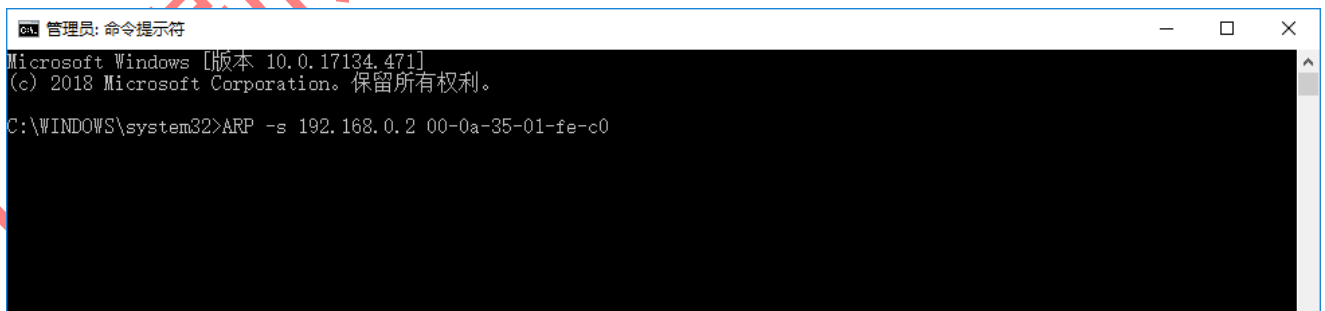 管理员: 命令提示符
Microsoft Windows [版本 10.0.17134.471]
(c) 2018 Microsoft Corporation。保留所有权利。
C:\WINDOWS\system32>ARP -s 192.168.0.2 00-0a-35-01-fe-c0